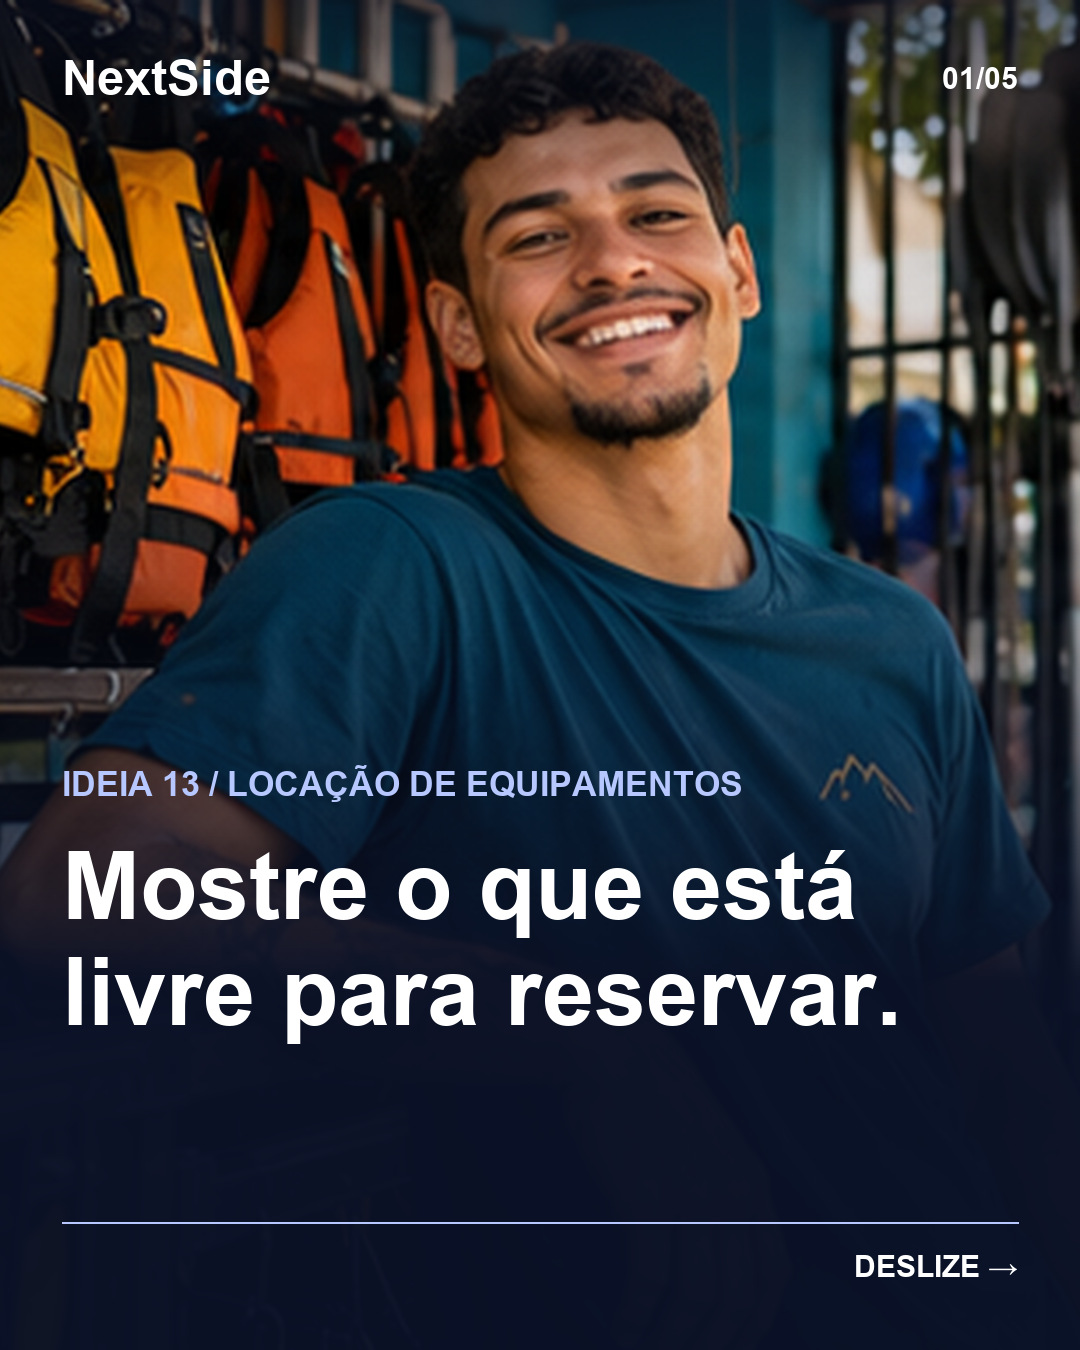 NextSide
01/05
IDEIA 13 / LOCAÇÃO DE EQUIPAMENTOS
Mostre o que está
livre para reservar.
DESLIZE →